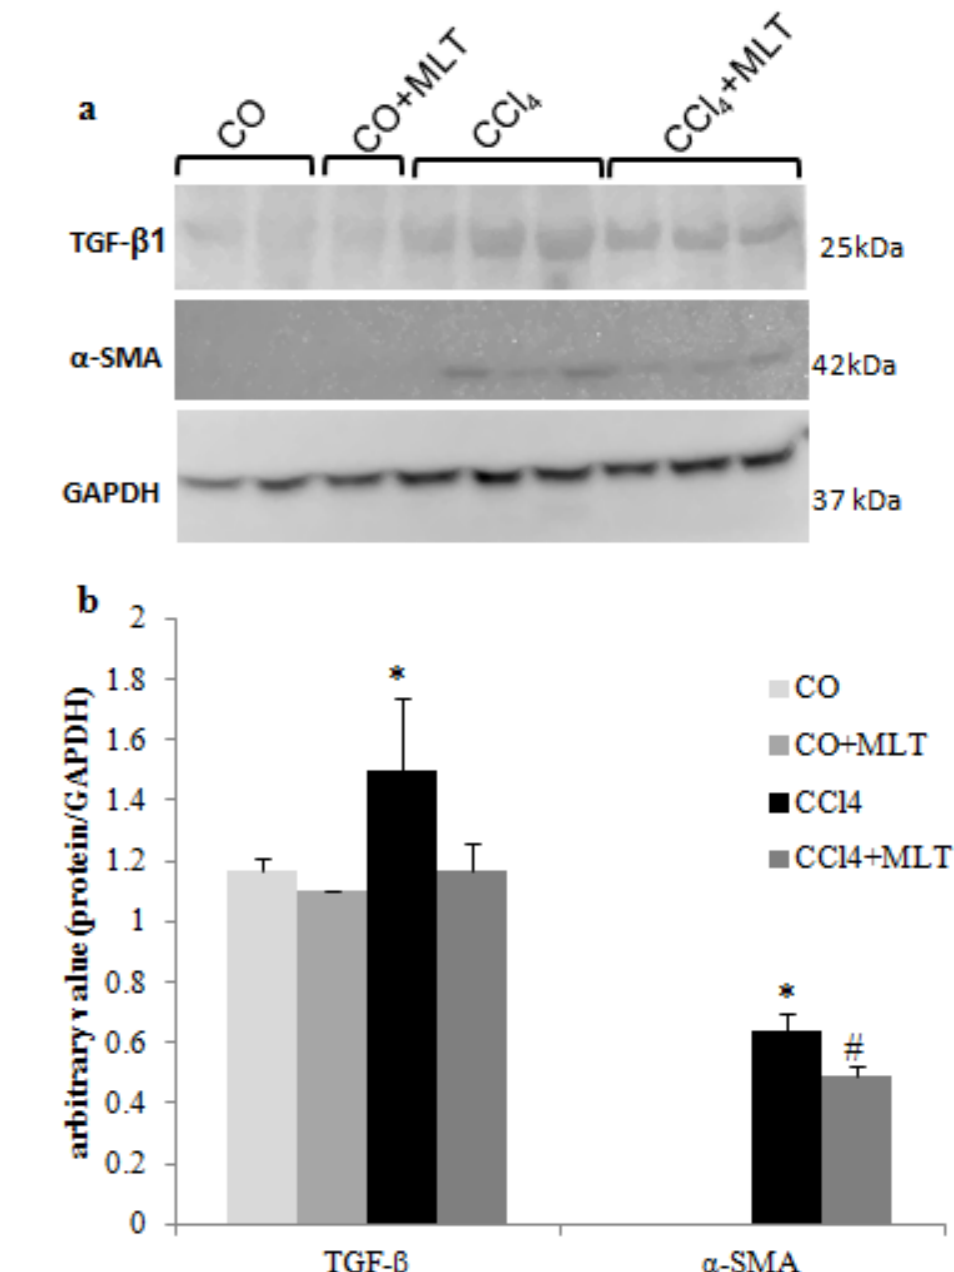 a
CO
CO+MLT
CCl₄
CCl₄+MLT
TGF-β1
25kDa
α-SMA
42kDa
GAPDH
37 kDa
b
arbitrary value (protein/GAPDH)
2
1.8
1.6
1.4
1.2
1
0.8
0.6
0.4
0.2
0
*
*
#
CO
CO+MLT
CCl4
CCl4+MLT
TGF-β
α-SMA